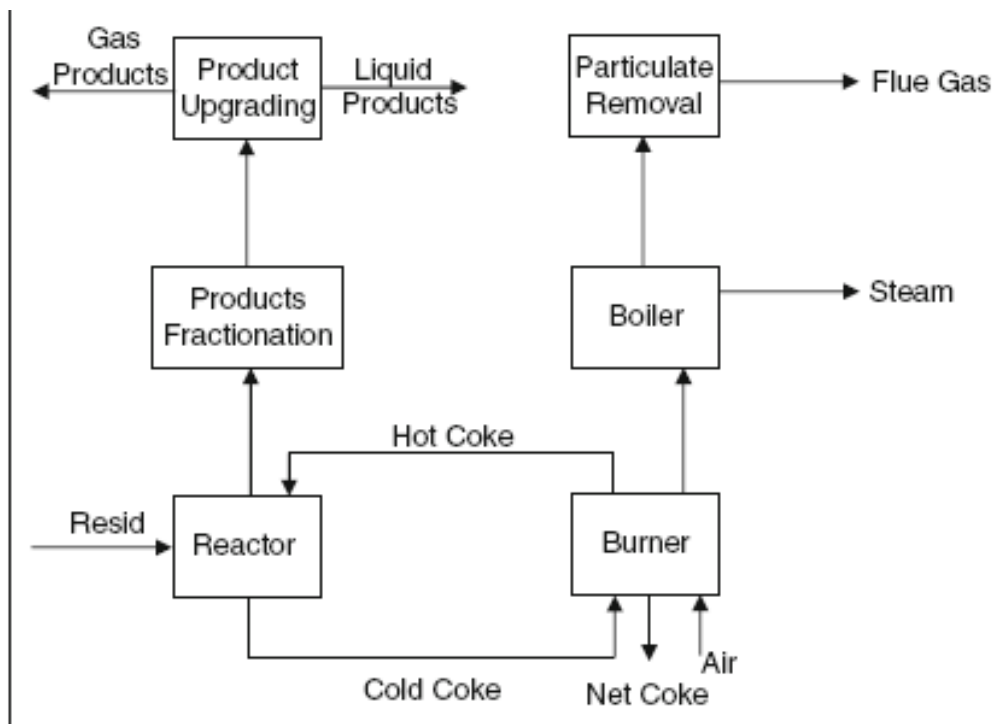 Gas
Products
Product
Upgrading
Liquid
Products
Particulate
Removal
Flue Gas
Products
Fractionation
Boiler
Steam
Hot Coke
Resid
Reactor
Burner
Cold Coke
Net Coke
Air